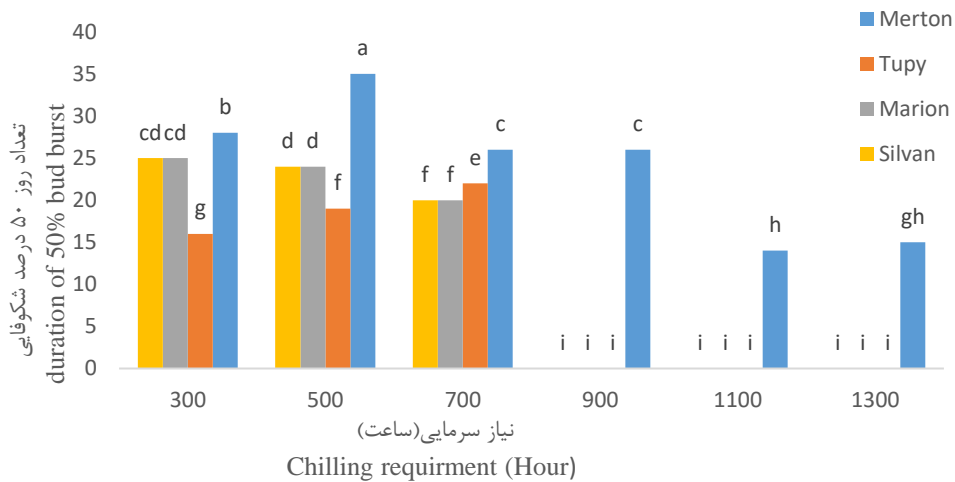 Merton
Tupy
Marion
Silvan
تعداد روز ۵۰ درصد شکوفایی
duration of 50% bud burst
40
35
30
25
20
15
10
5
0
cd cd g b
d d f a
f f e c
i i i c
i i i h
i i i gh
300 500 700 900 1100 1300
نیاز سرمایی(ساعت)
Chilling requirment (Hour)